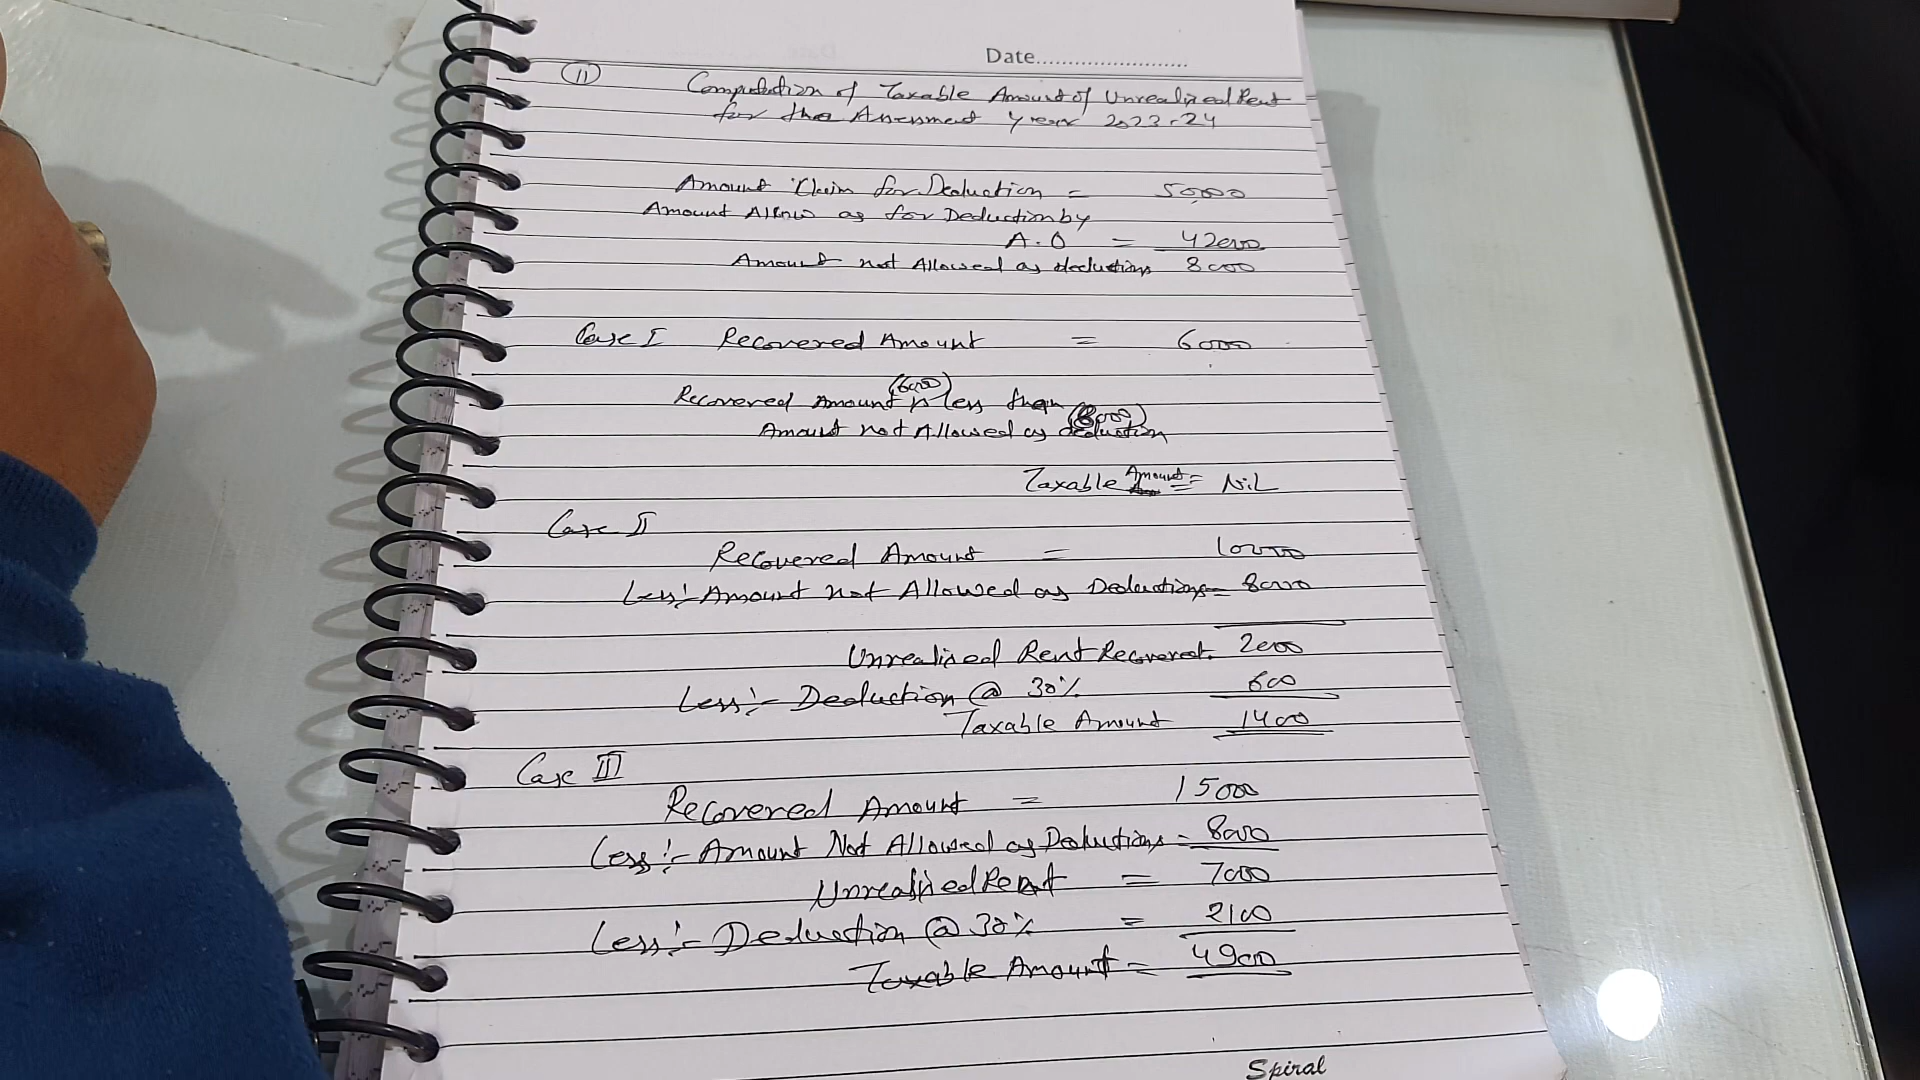 Date........................
11 Computation of Taxable Amount of Unrealized Rent
for the Assessment year 2023-24
Amount Claim for Deduction = 50,000
Amount Allow as for Deduction by
A.O = 42000
Amount not Allowed as deductions 8000
Case I Recovered Amount = 6000
(6000)
Recovered Amount is less than
(8000)
Amount not Allowed as deduction
Taxable Amount = NiL
Case II
Recovered Amount = 10000
Less:- Amount not Allowed as Deductions = 8000
Unrealized Rent Recovered. 2000
Less:- Deduction @ 30% 600
Taxable Amount 1400
Case III
Recovered Amount = 15000
Less:- Amount Not Allowed as Deductions = 8000
Unrealized Rent = 7000
Less:- Deduction @ 30% = 2100
Taxable Amount = 4900
Spiral